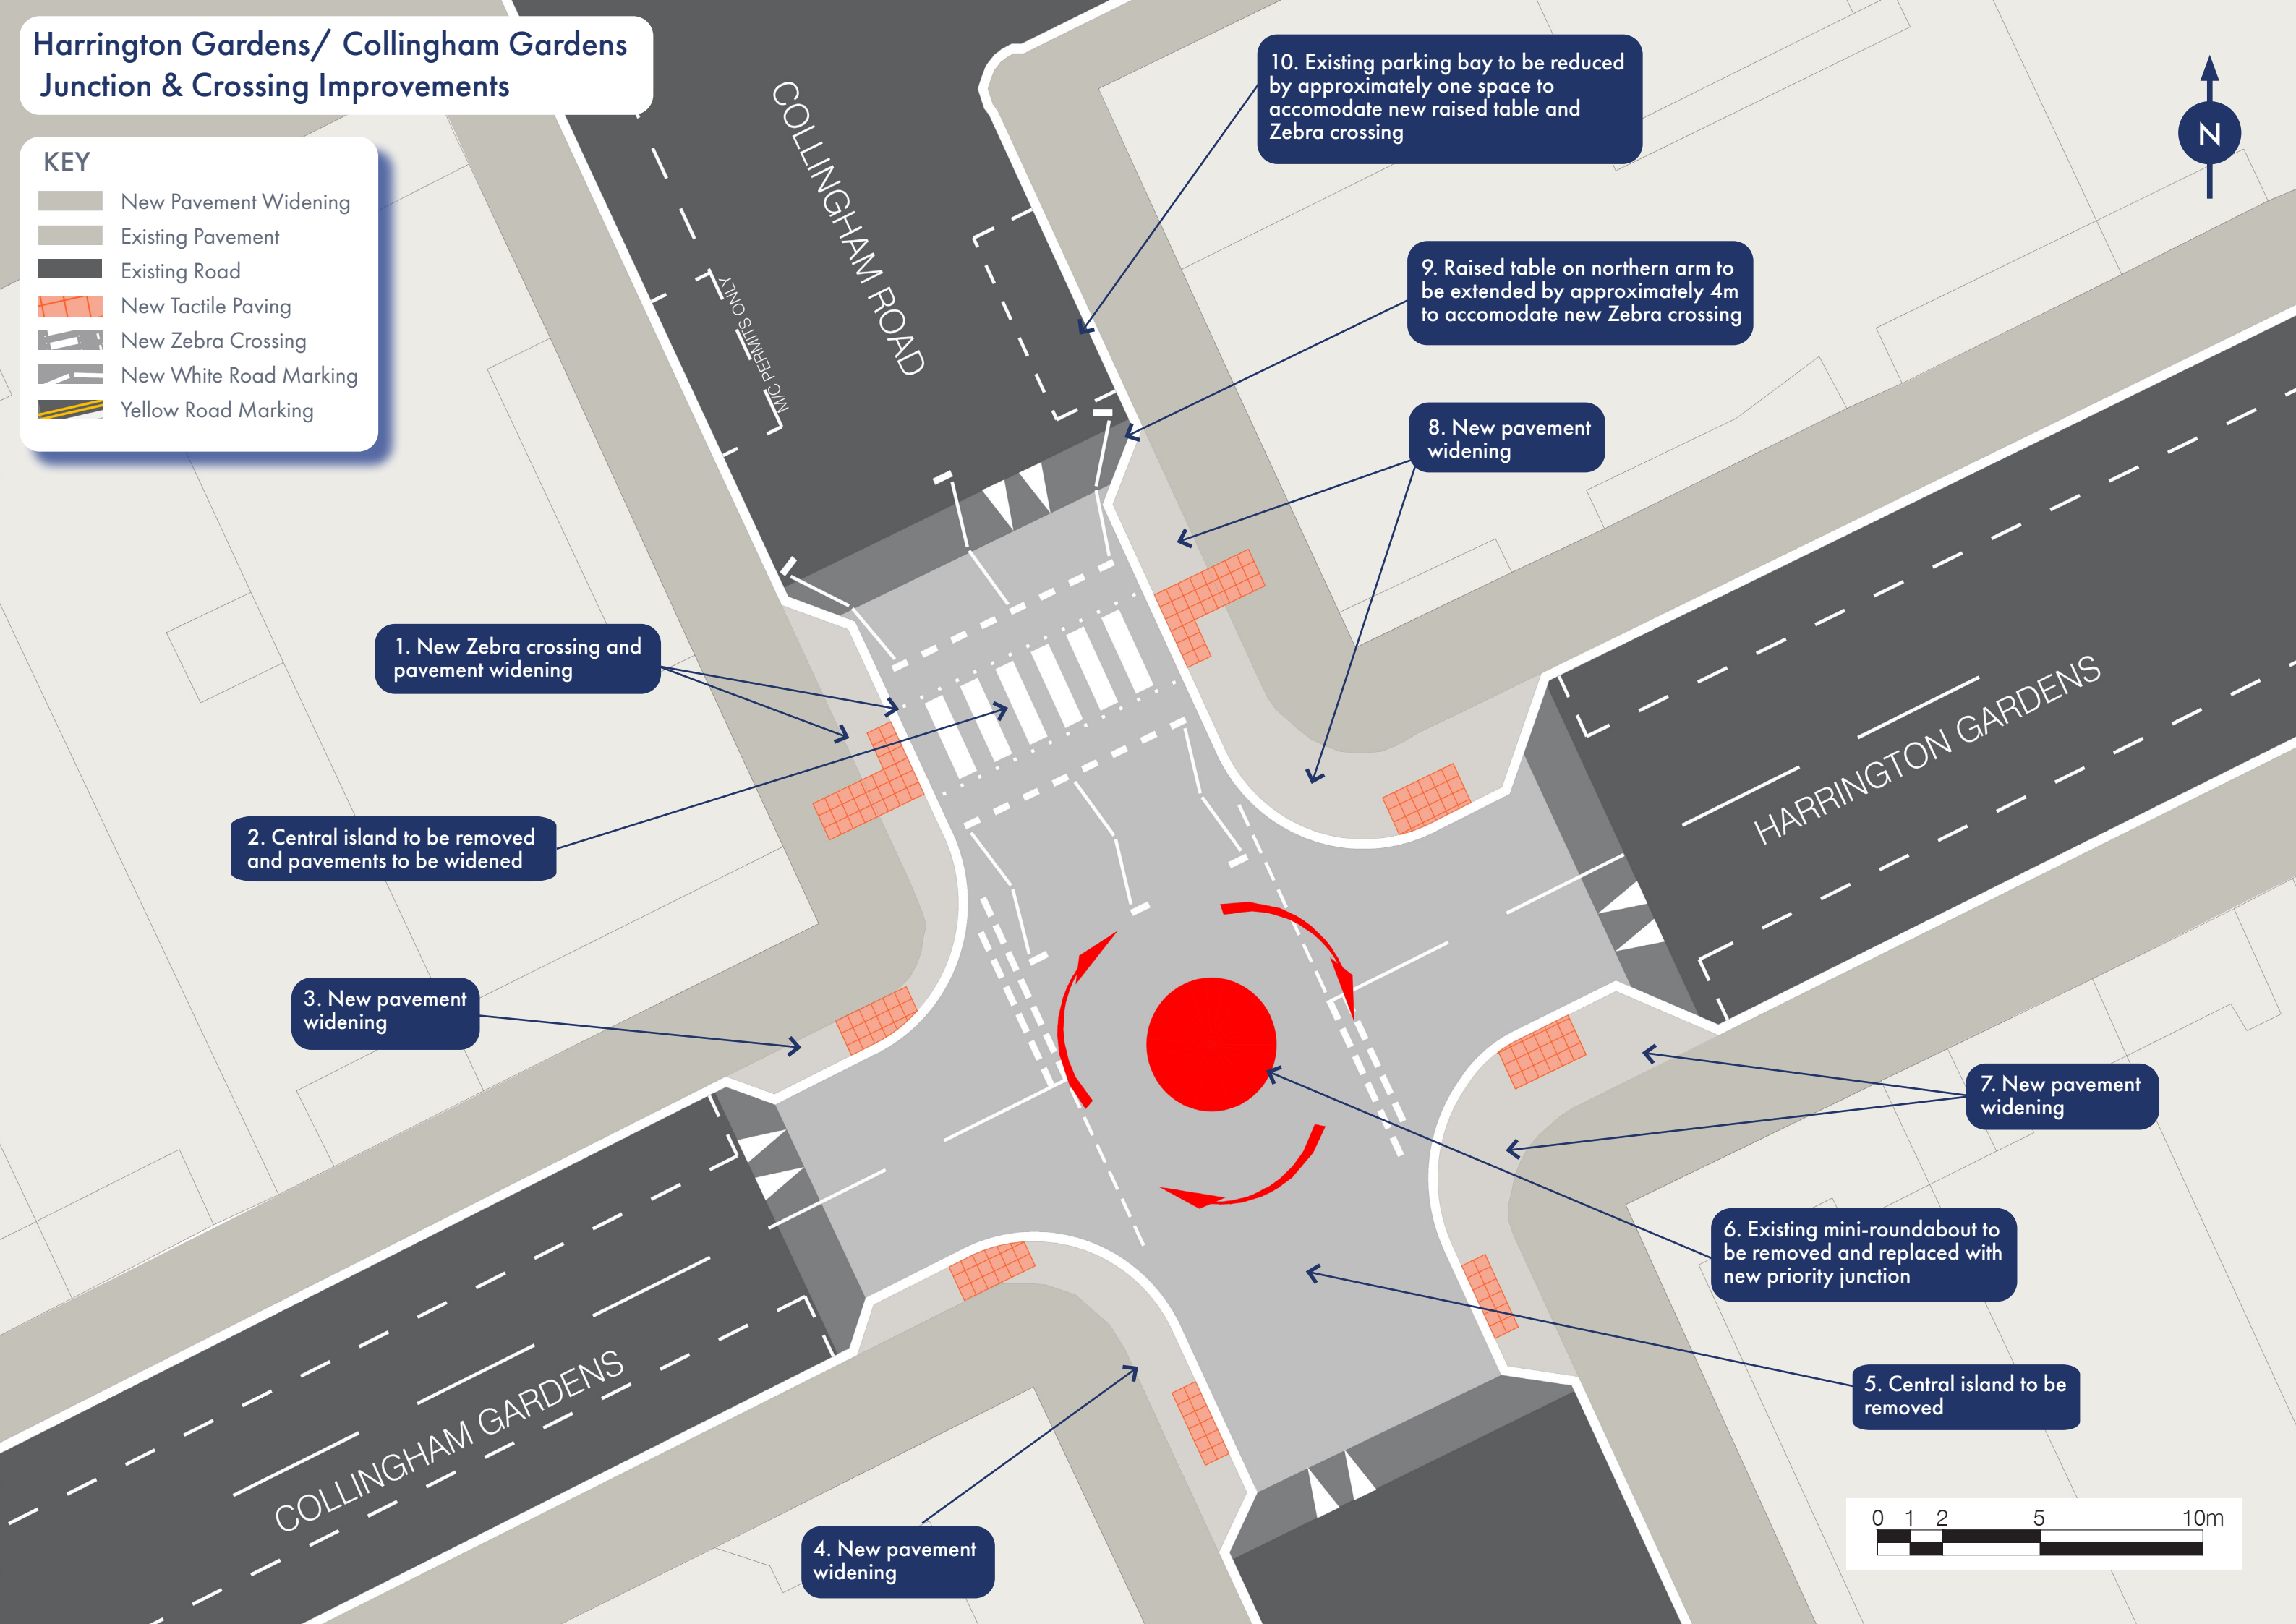 Harrington Gardens/ Collingham Gardens
Junction & Crossing Improvements
KEY
New Pavement Widening
Existing Pavement
Existing Road
New Tactile Paving
New Zebra Crossing
New White Road Marking
Yellow Road Marking
COLLINGHAM ROAD
M/C PERMITS ONLY
10. Existing parking bay to be reduced
by approximately one space to
accomodate new raised table and
Zebra crossing
N
9. Raised table on northern arm to
be extended by approximately 4m
to accomodate new Zebra crossing
8. New pavement
widening
1. New Zebra crossing and
pavement widening
HARRINGTON GARDENS
2. Central island to be removed
and pavements to be widened
3. New pavement
widening
7. New pavement
widening
6. Existing mini-roundabout to
be removed and replaced with
new priority junction
5. Central island to be
removed
COLLINGHAM GARDENS
4. New pavement
widening
0 1 2 5 10m